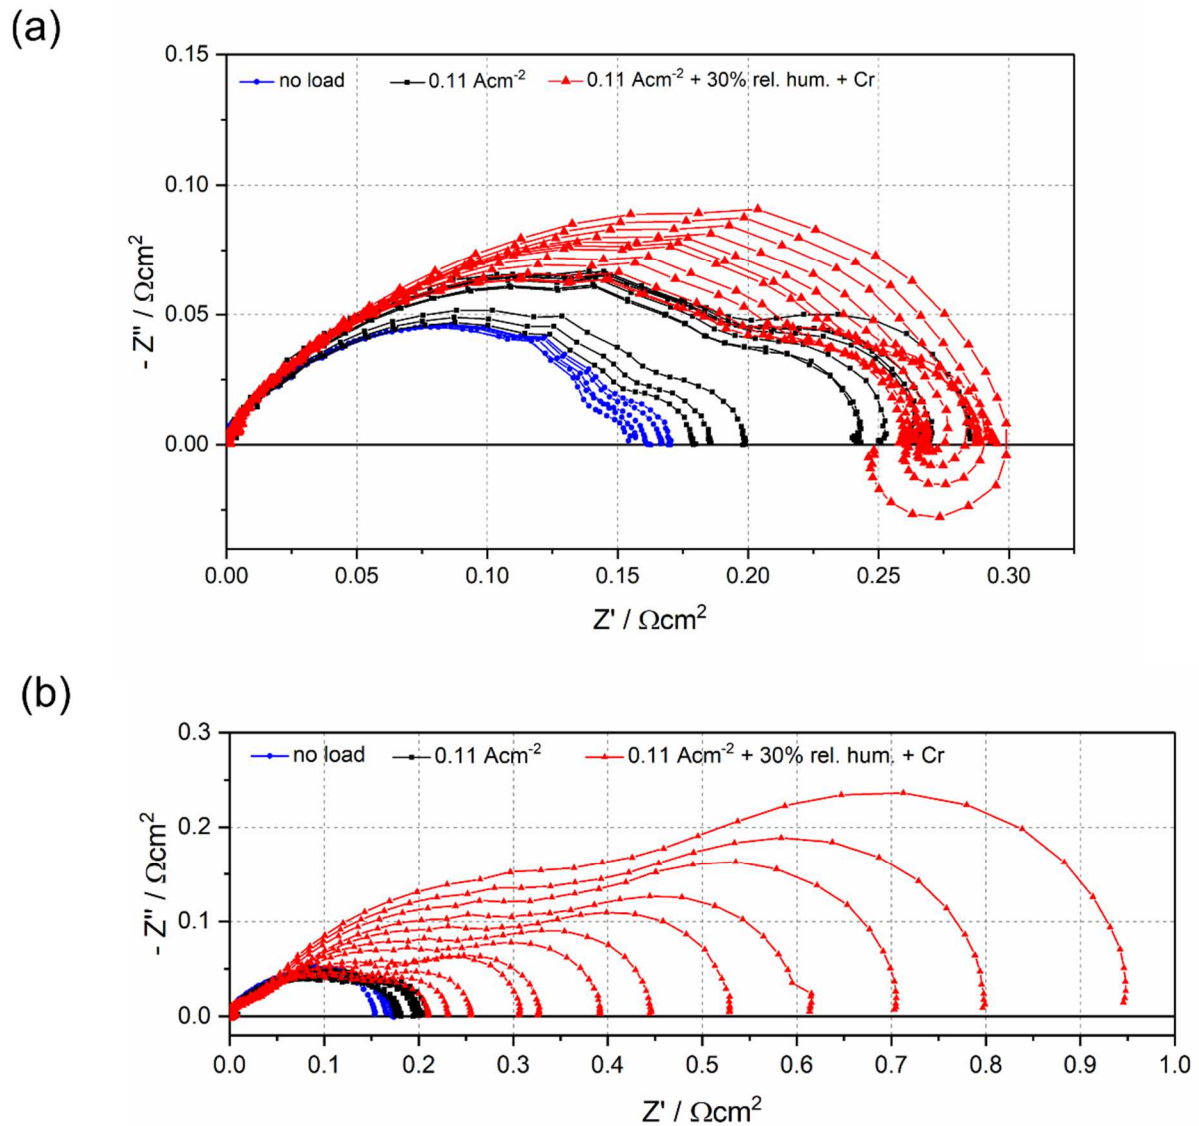 (a)
0.15
no load 0.11 Acm⁻² 0.11 Acm⁻² + 30% rel. hum. + Cr
0.10
- Z'' / Ωcm²
0.05
0.00
0.00 0.05 0.10 0.15 0.20 0.25 0.30
Z' / Ωcm²
(b)
0.3
no load 0.11 Acm⁻² 0.11 Acm⁻² + 30% rel. hum. + Cr
0.2
- Z'' / Ωcm²
0.1
0.0
0.0 0.1 0.2 0.3 0.4 0.5 0.6 0.7 0.8 0.9 1.0
Z' / Ωcm²